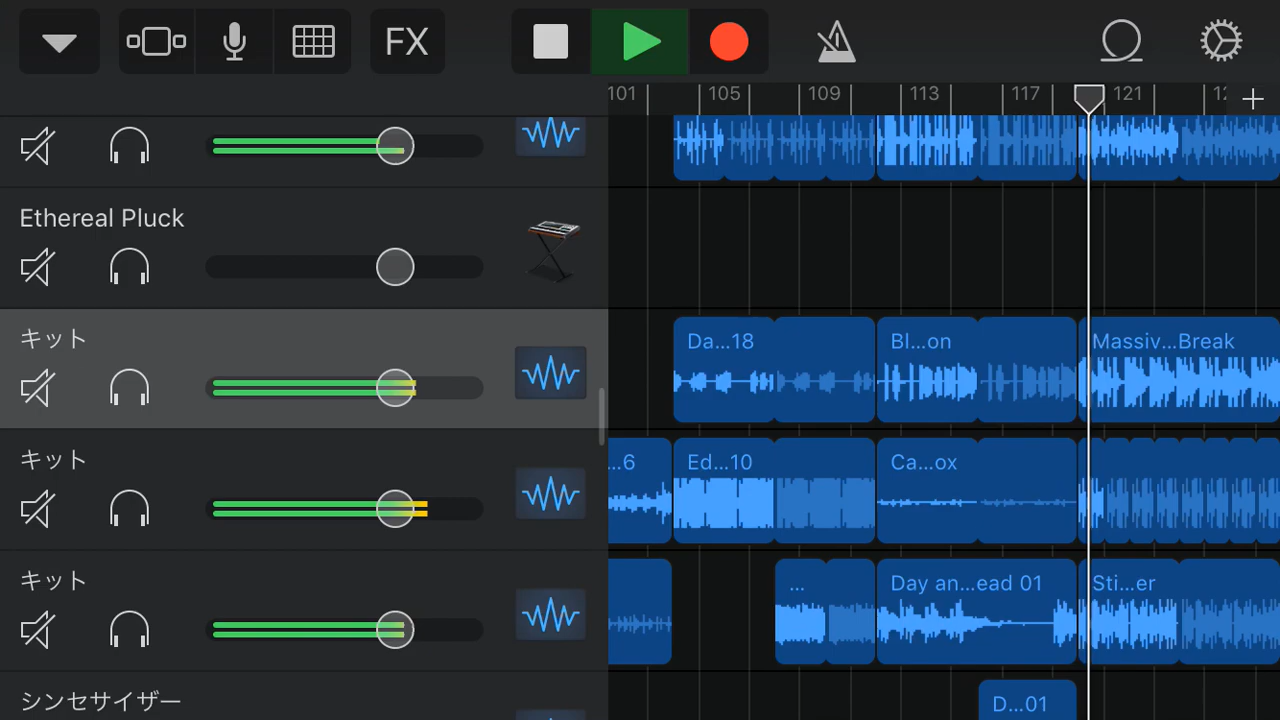 FX
101 105 109 113 117 121
Ethereal Pluck
キット
Da...18 Bl...on Massiv...Break
キット
...6 Ed...10 Ca...ox
キット
... Day an...ead 01 Sti...er
シンセサイザー
D...01